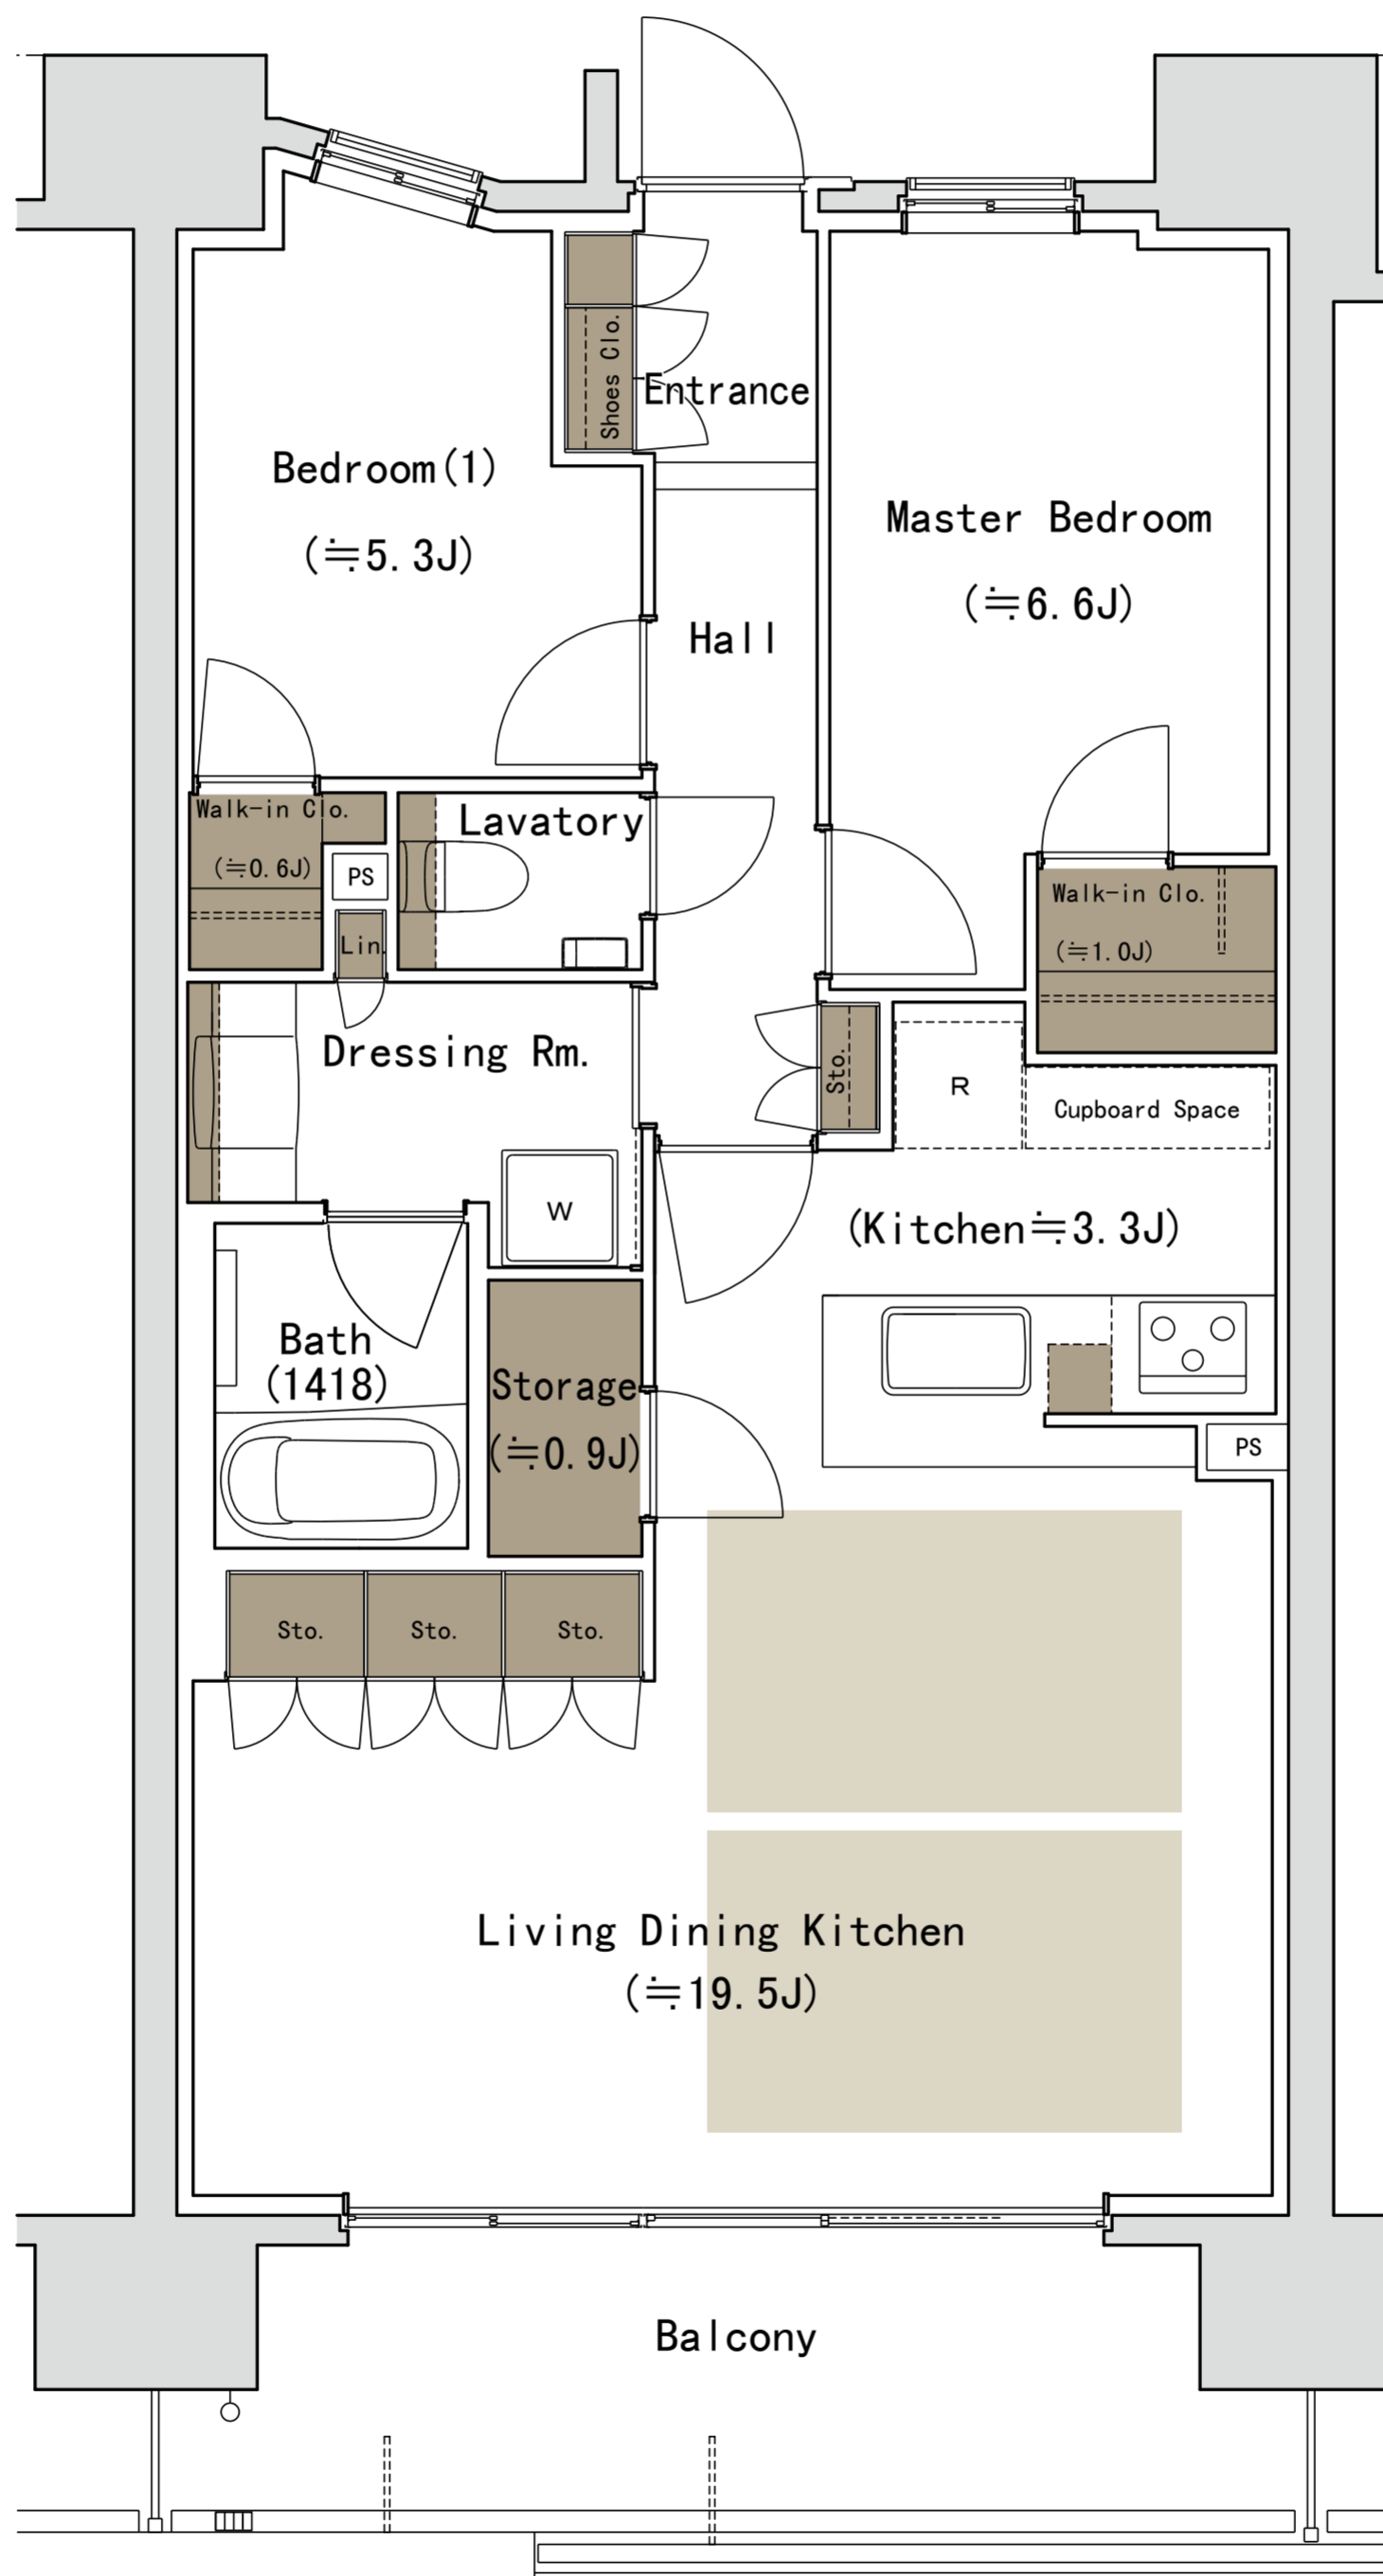 Shoes Clo.
Entrance
Bedroom(1)
(≒5.3J)
Master Bedroom
(≒6.6J)
Hall
Walk-in Clo.
(≒0.6J)
PS
Lin.
Lavatory
Walk-in Clo.
(≒1.0J)
Dressing Rm.
Sto.
R
Cupboard Space
W
(Kitchen≒3.3J)
Bath
(1418)
Storage
(≒0.9J)
PS
Sto.
Sto.
Sto.
Living Dining Kitchen
(≒19.5J)
Balcony